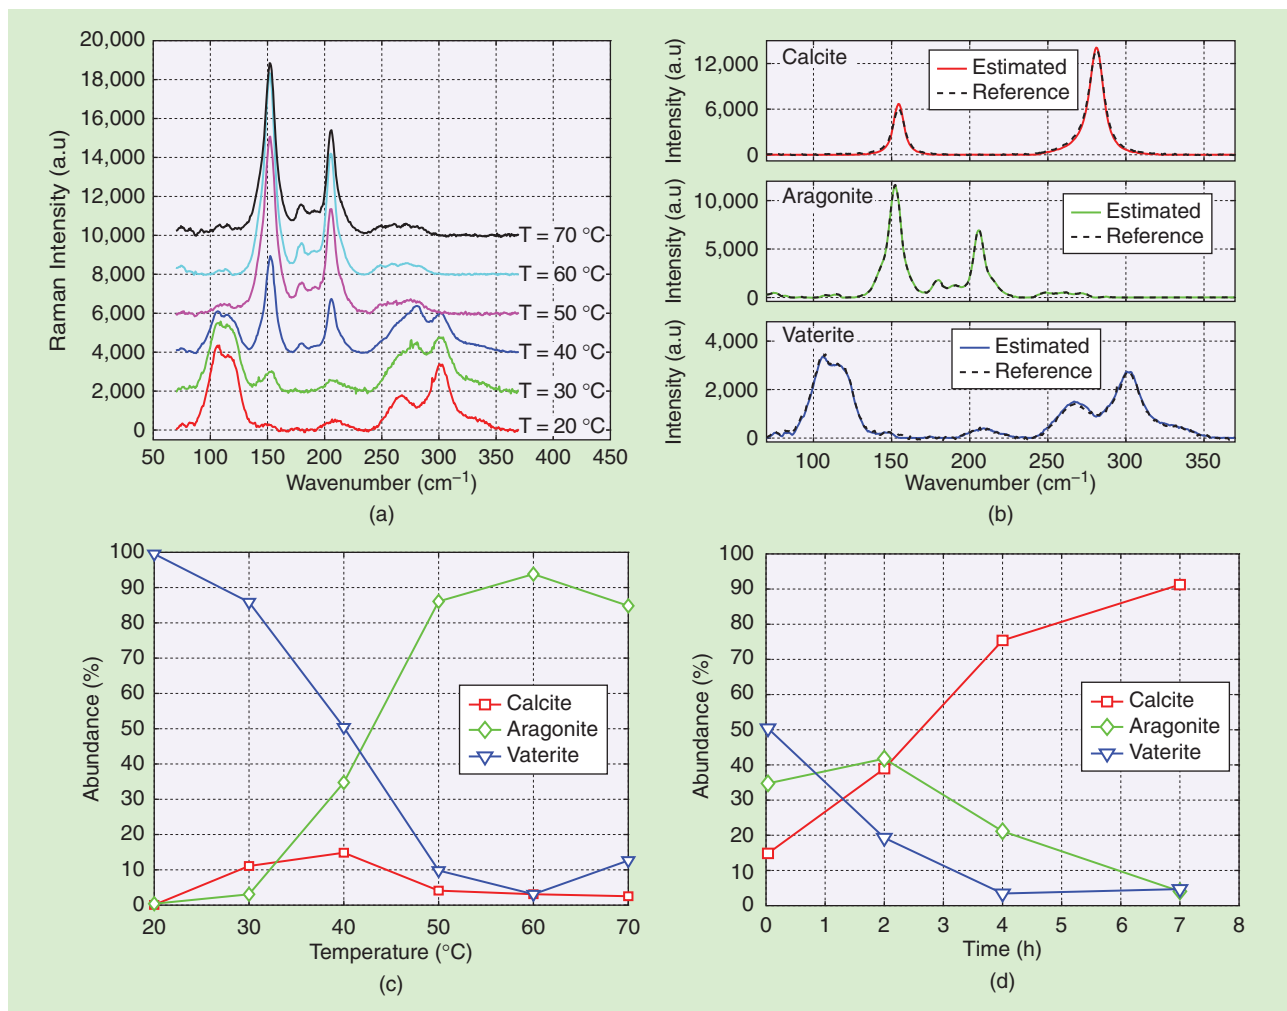 20,000
18,000
16,000
14,000
12,000
10,000
8,000
6,000
4,000
2,000
0
Raman Intensity (a.u)
T = 70 °C
T = 60 °C
T = 50 °C
T = 40 °C
T = 30 °C
T = 20 °C
50 100 150 200 250 300 350 400 450
Wavenumber (cm⁻¹)
(a)
Calcite
Estimated
Reference
12,000
6,000
0
Intensity (a.u)
Aragonite
Estimated
Reference
10,000
5,000
0
Intensity (a.u)
Vaterite
Estimated
Reference
4,000
2,000
0
Intensity (a.u)
100 150 200 250 300 350
Wavenumber (cm⁻¹)
(b)
100
90
80
70
60
50
40
30
20
10
0
Abundance (%)
Calcite
Aragonite
Vaterite
20 30 40 50 60 70
Temperature (°C)
(c)
100
90
80
70
60
50
40
30
20
10
0
Abundance (%)
Calcite
Aragonite
Vaterite
0 1 2 3 4 5 6 7 8
Time (h)
(d)